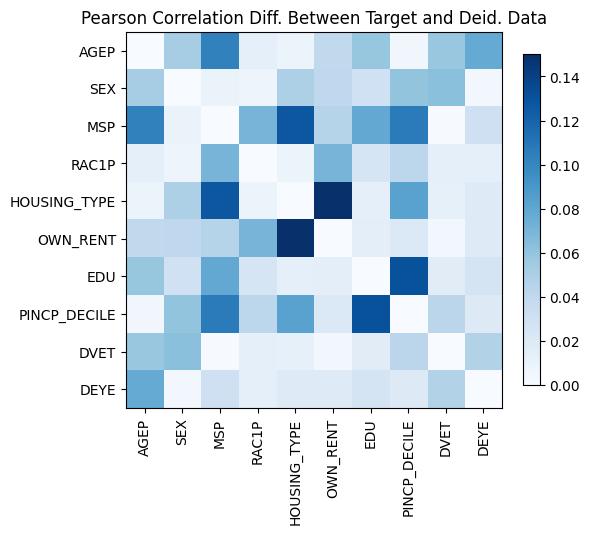 Pearson Correlation Diff. Between Target and Deid. Data
AGEP
SEX
MSP
RAC1P
HOUSING_TYPE
OWN_RENT
EDU
PINCP_DECILE
DVET
DEYE
AGEP
SEX
MSP
RAC1P
HOUSING_TYPE
OWN_RENT
EDU
PINCP_DECILE
DVET
DEYE
0.14
0.12
0.10
0.08
0.06
0.04
0.02
0.00